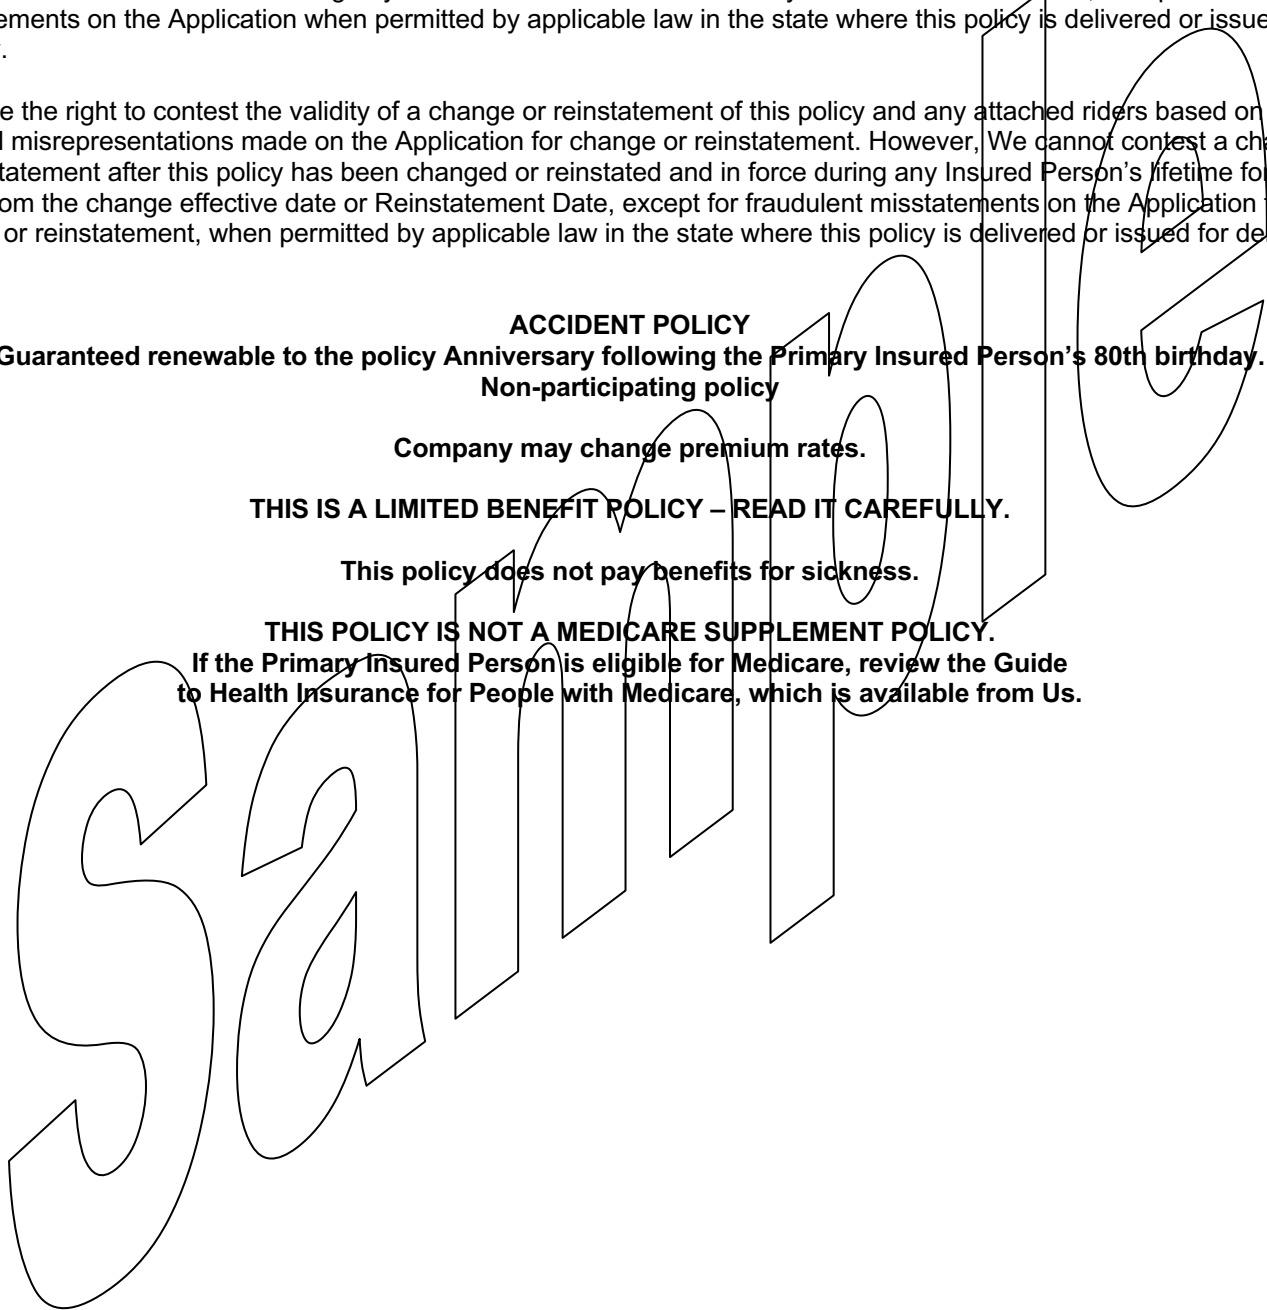 ements on the Application when permitted by applicable law in the state where this policy is delivered or issue
.
e the right to contest the validity of a change or reinstatement of this policy and any attached riders based on
misrepresentations made on the Application for change or reinstatement. However, We cannot contest a cha
tatement after this policy has been changed or reinstated and in force during any Insured Person's lifetime for
om the change effective date or Reinstatement Date, except for fraudulent misstatements on the Application
or reinstatement, when permitted by applicable law in the state where this policy is delivered or issued for de
ACCIDENT POLICY
Guaranteed renewable to the policy Anniversary following the Primary Insured Person's 80th birthday.
Non-participating policy
Company may change premium rates.
THIS IS A LIMITED BENEFIT POLICY – READ IT CAREFULLY.
This policy does not pay benefits for sickness.
THIS POLICY IS NOT A MEDICARE SUPPLEMENT POLICY.
If the Primary Insured Person is eligible for Medicare, review the Guide
to Health Insurance for People with Medicare, which is available from Us.
Sample